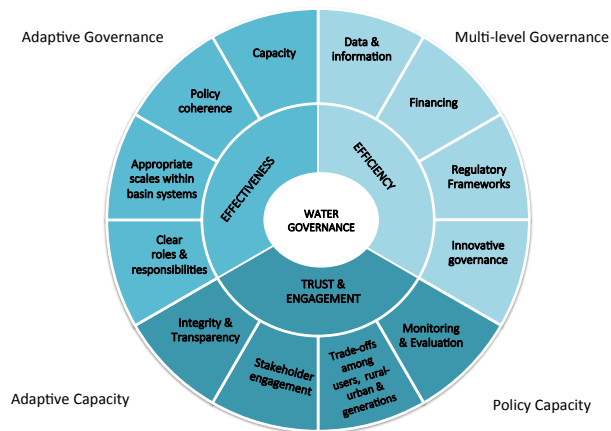 Adaptive Governance
Multi-level Governance
Capacity
Data &
information
Policy
coherence
Financing
Appropriate
scales within
basin systems
Regulatory
Frameworks
Clear
roles &
responsibilities
Innovative
governance
EFFECTIVENESS
EFFICIENCY
WATER
GOVERNANCE
TRUST &
ENGAGEMENT
Integrity &
Transparency
Stakeholder
engagement
Trade-offs
among
users, rural-
urban &
generations
Monitoring
& Evaluation
Adaptive Capacity
Policy Capacity